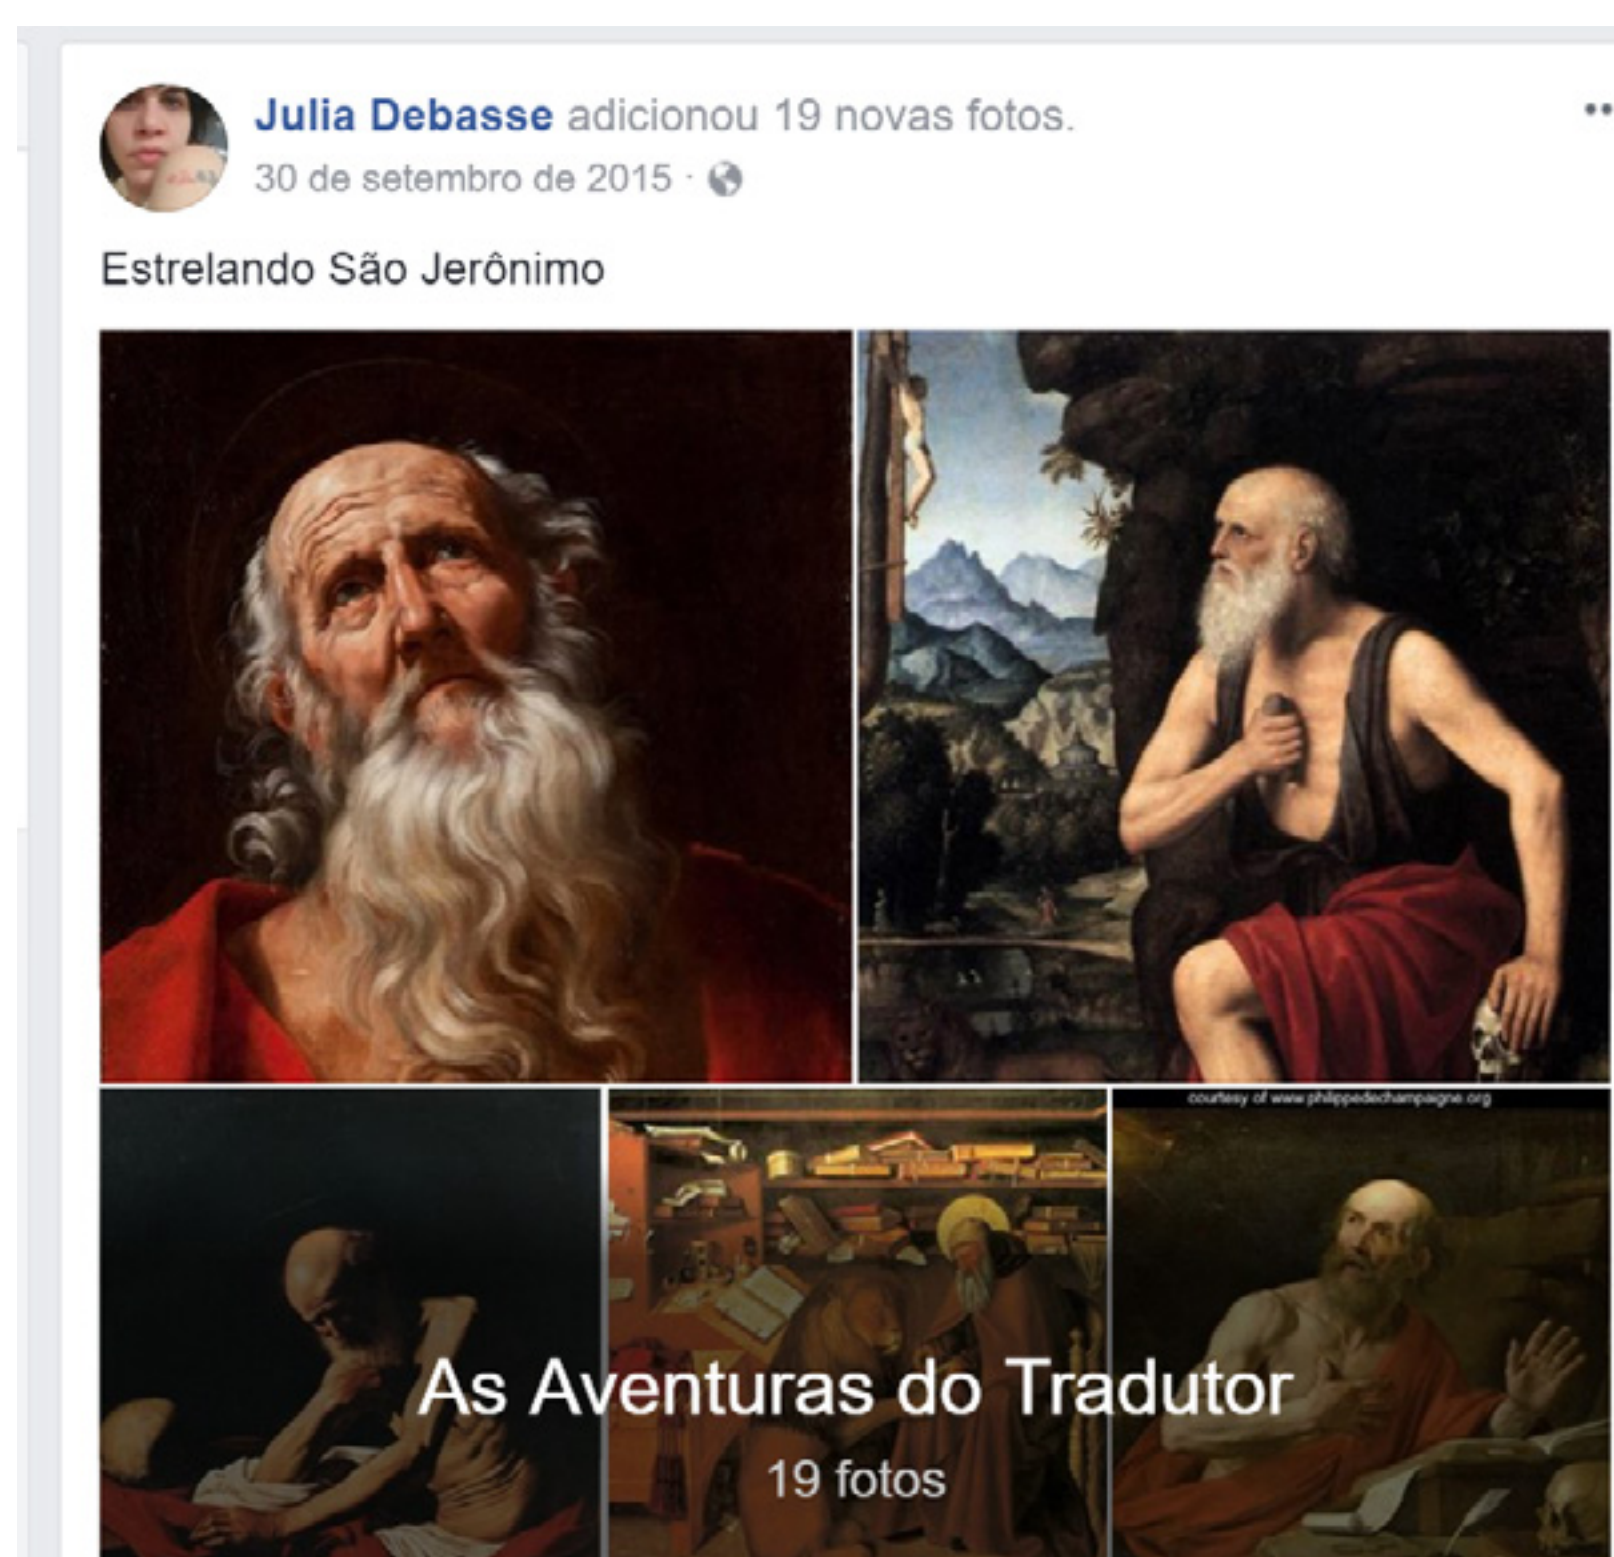 Julia Debasse adicionou 19 novas fotos.
30 de setembro de 2015 ·
Estrelando São Jerônimo
courtesy of www.philippedechampaigne.org
As Aventuras do Tradutor
19 fotos